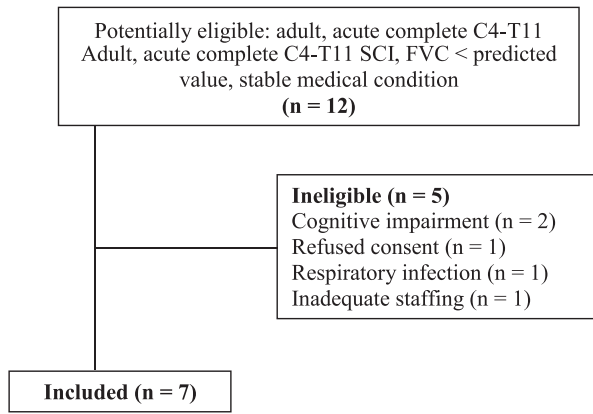 Potentially eligible: adult, acute complete C4-T11
Adult, acute complete C4-T11 SCI, FVC < predicted
value, stable medical condition
(n = 12)
Ineligible (n = 5)
Cognitive impairment (n = 2)
Refused consent (n = 1)
Respiratory infection (n = 1)
Inadequate staffing (n = 1)
Included (n = 7)